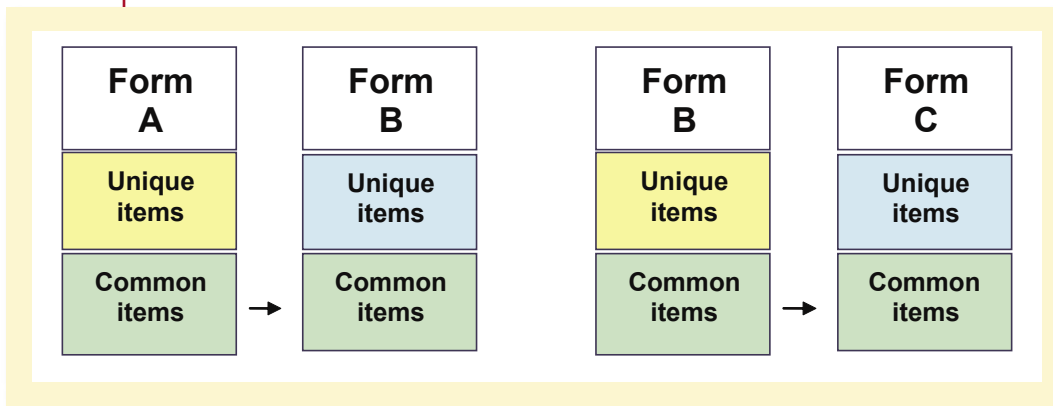 Form
A
Unique
items
Common
items
Form
B
Unique
items
Common
items
Form
B
Unique
items
Common
items
Form
C
Unique
items
Common
items